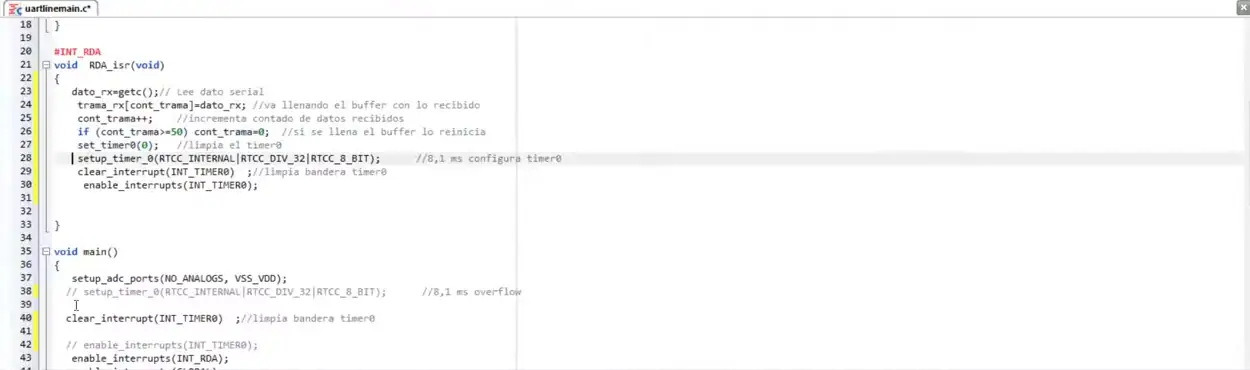 uartlinemain.c*
18 }
19
20 #INT_RDA
21 void RDA_isr(void)
22 {
23 dato_rx=getc();// Lee dato serial
24 trama_rx[cont_trama]=dato_rx; //va llenando el buffer con lo recibido
25 cont_trama++; //incrementa contado de datos recibidos
26 if (cont_trama>=50) cont_trama=0; //si se llena el buffer lo reinicia
27 set_timer0(0); //limpia el timer0
28 setup_timer_0(RTCC_INTERNAL|RTCC_DIV_32|RTCC_8_BIT); //8,1 ms configura timer0
29 clear_interrupt(INT_TIMER0) ;//limpia bandera timer0
30 enable_interrupts(INT_TIMER0);
31
32
33 }
34
35 void main()
36 {
37 setup_adc_ports(NO_ANALOGS, VSS_VDD);
38 // setup_timer_0(RTCC_INTERNAL|RTCC_DIV_32|RTCC_8_BIT); //8,1 ms overflow
39
40 clear_interrupt(INT_TIMER0) ;//limpia bandera timer0
41
42 // enable_interrupts(INT_TIMER0);
43 enable_interrupts(INT_RDA);